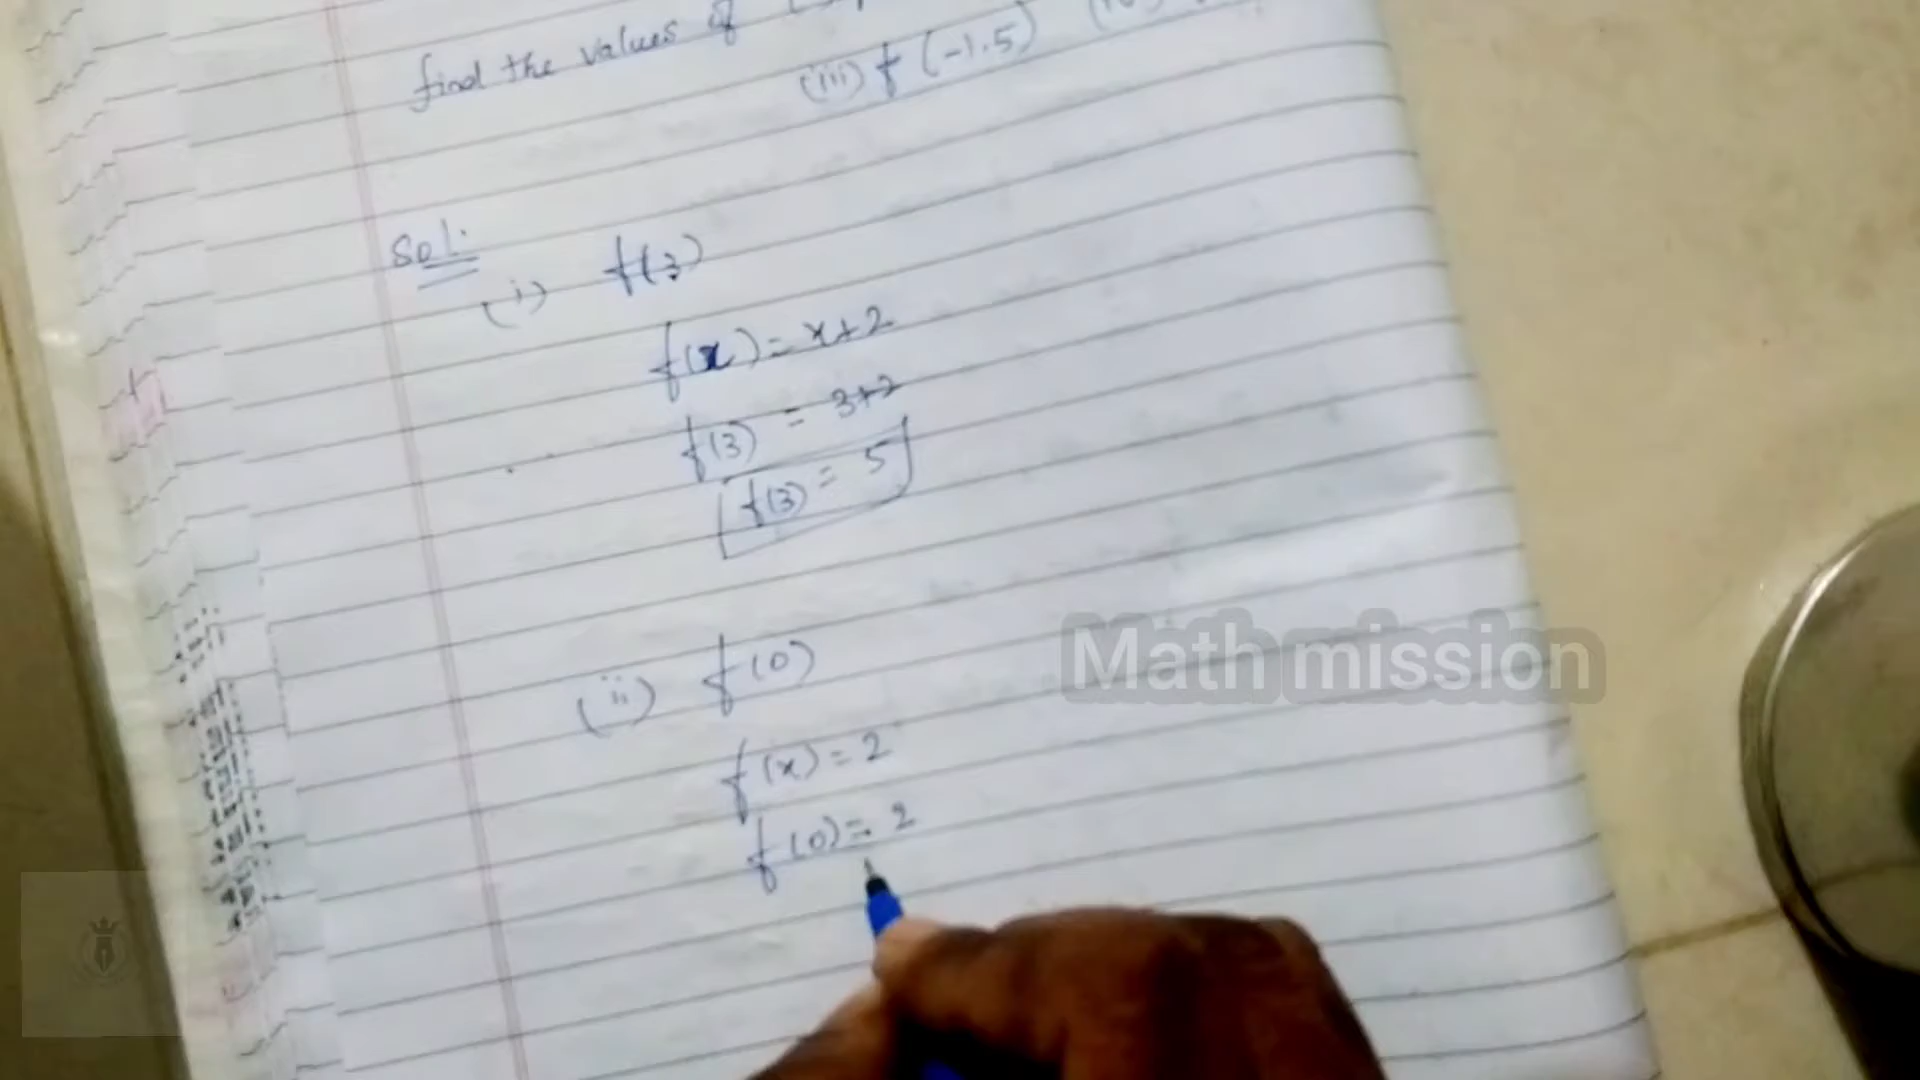 find the values of
(iii) f(-1.5)
Sol.
(i) f(3)
f(x) = x+2
f(3) = 3+2
f(3) = 5
(ii) f(0)
Math mission
f(x) = 2
f(0) = 2